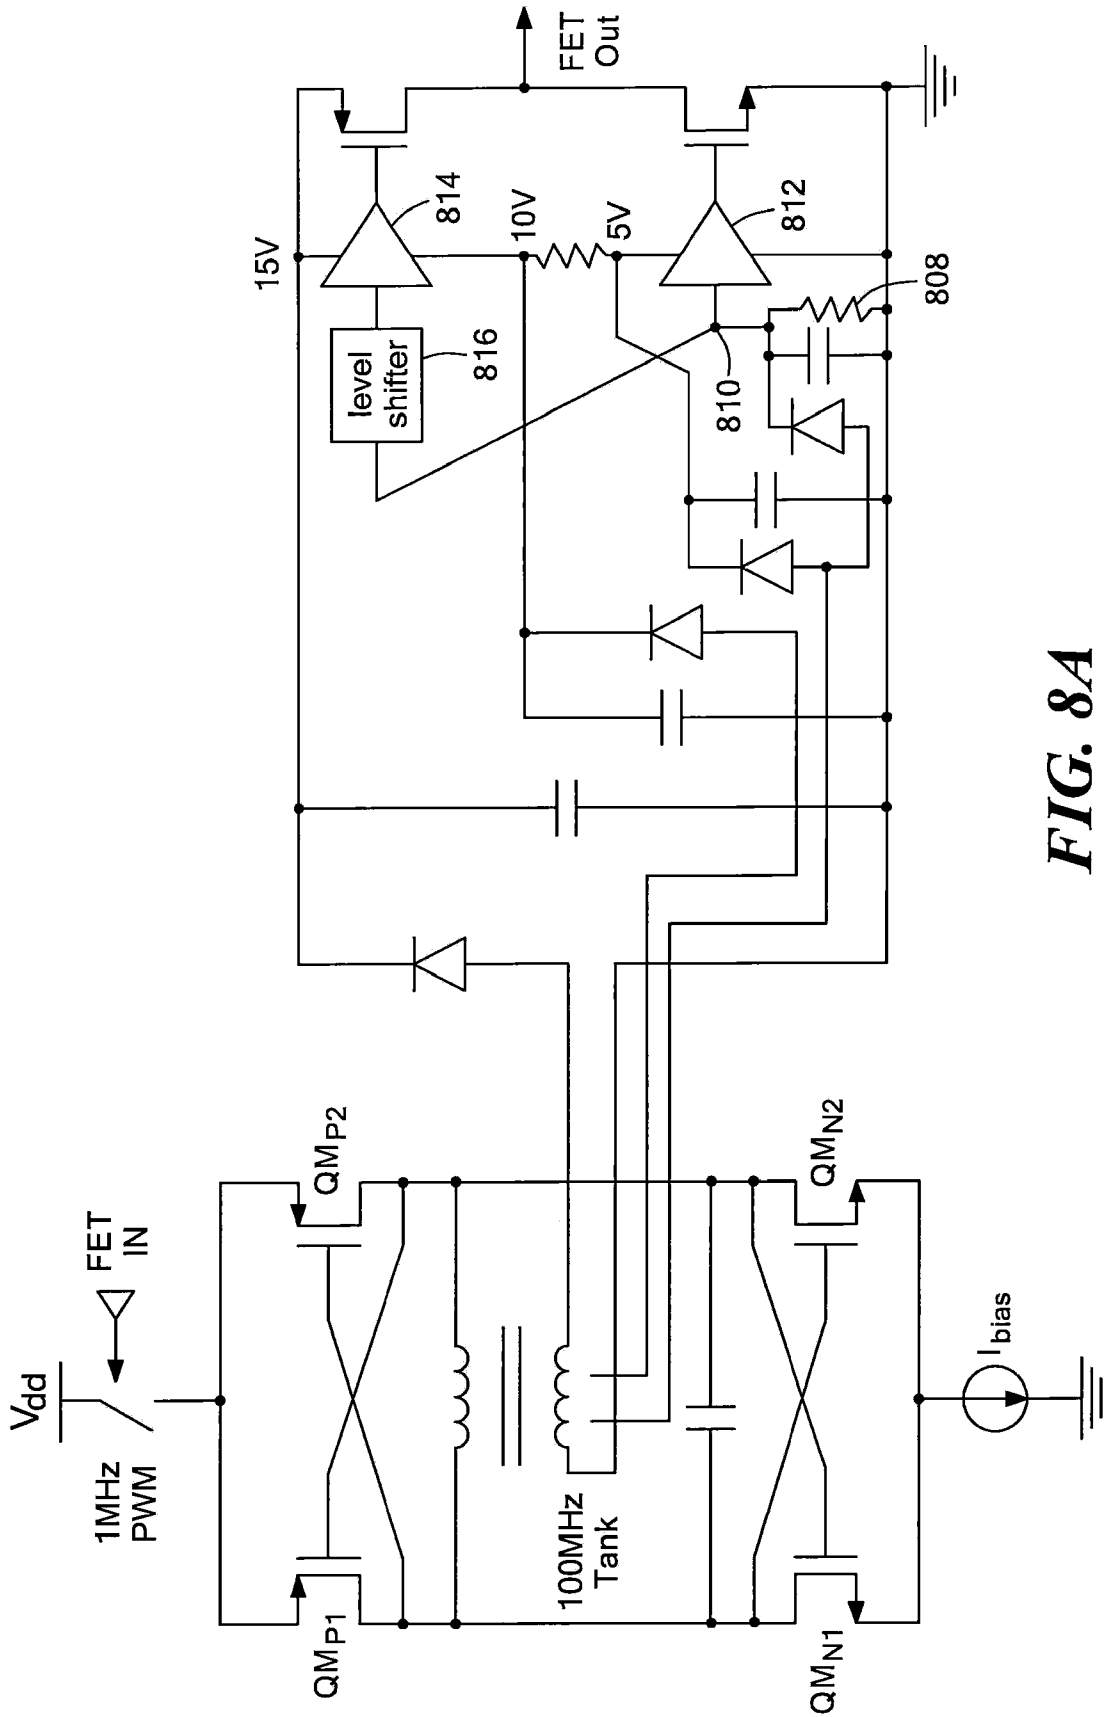 Vdd
1MHz
PWM
FET
IN
QMP1
QMP2
100MHz
Tank
QMN1
QMN2
Ibias
15V
level
shifter
816
814
10V
5V
810
812
808
FET
Out
FIG. 8A